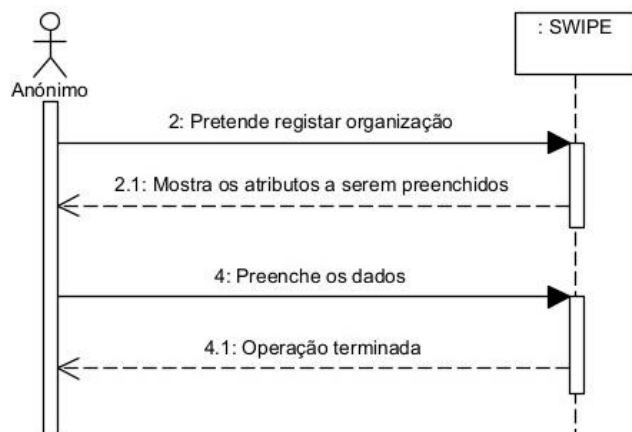 : SWIPE
Anónimo
2: Pretende registar organização
2.1: Mostra os atributos a serem preenchidos
4: Preenche os dados
4.1: Operação terminada